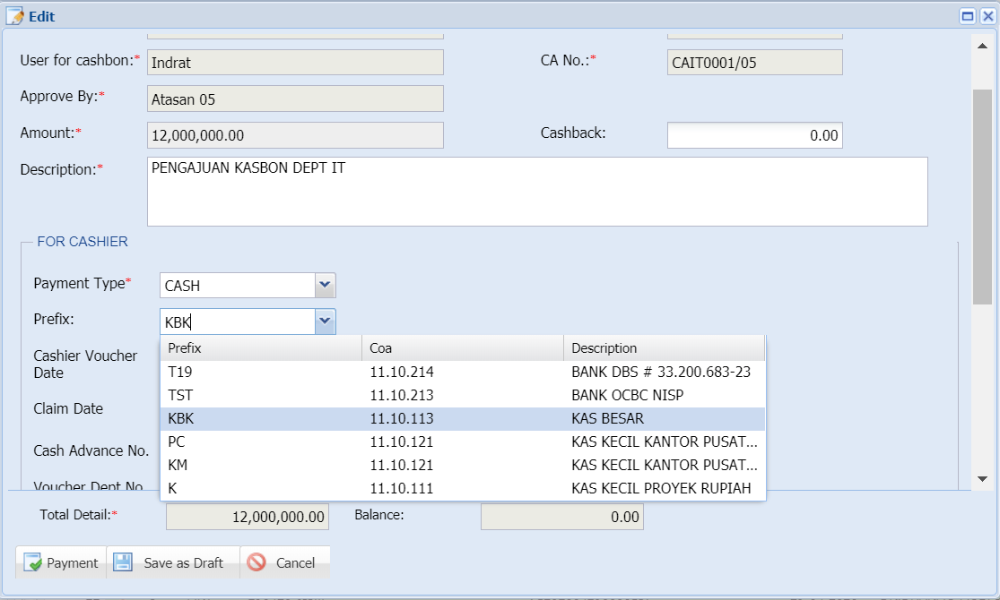 Edit
User for cashbon:* Indrat CA No.:* CAIT0001/05
Approve By:* Atasan 05
Amount:* 12,000,000.00 Cashback: 0.00
Description:* PENGAJUAN KASBON DEPT IT
FOR CASHIER
Payment Type* CASH
Prefix: KBK
Prefix Coa Description
Cashier Voucher
Date
Claim Date
Cash Advance No.
Voucher Dept No
T19 11.10.214 BANK DBS # 33.200.683-23
TST 11.10.213 BANK OCBC NISP
KBK 11.10.113 KAS BESAR
PC 11.10.121 KAS KECIL KANTOR PUSAT...
KM 11.10.121 KAS KECIL KANTOR PUSAT...
K 11.10.111 KAS KECIL PROYEK RUPIAH
Total Detail:* 12,000,000.00 Balance: 0.00
Payment Save as Draft Cancel